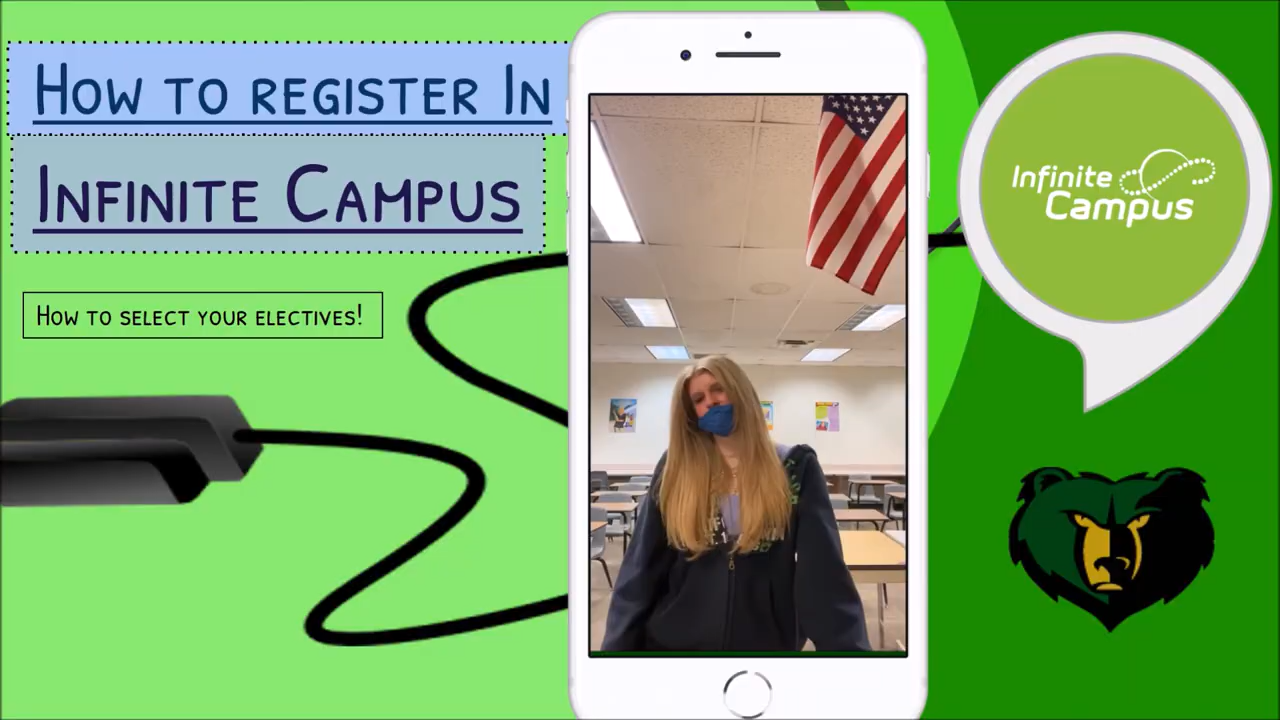 How to register In
Infinite Campus
How to select your electives!
Infinite
Campus